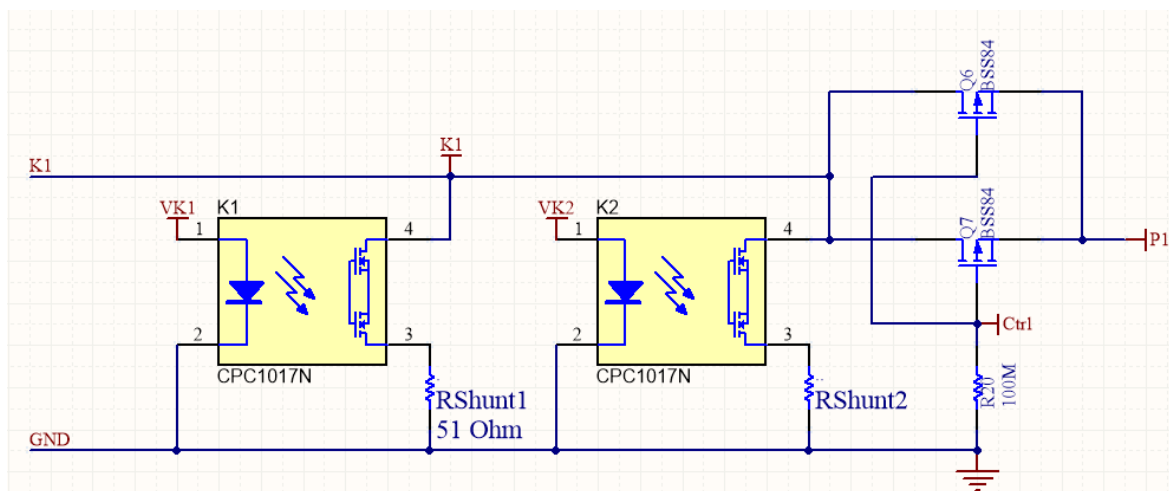 Q6
BSS84
K1
K1
VK1
K1
VK2
K2
Q7
BSS84
1
4
1
4
P1
2
3
2
3
Ctrl
CPC1017N
CPC1017N
RShunt1
51 Ohm
RShunt2
R20
100M
GND